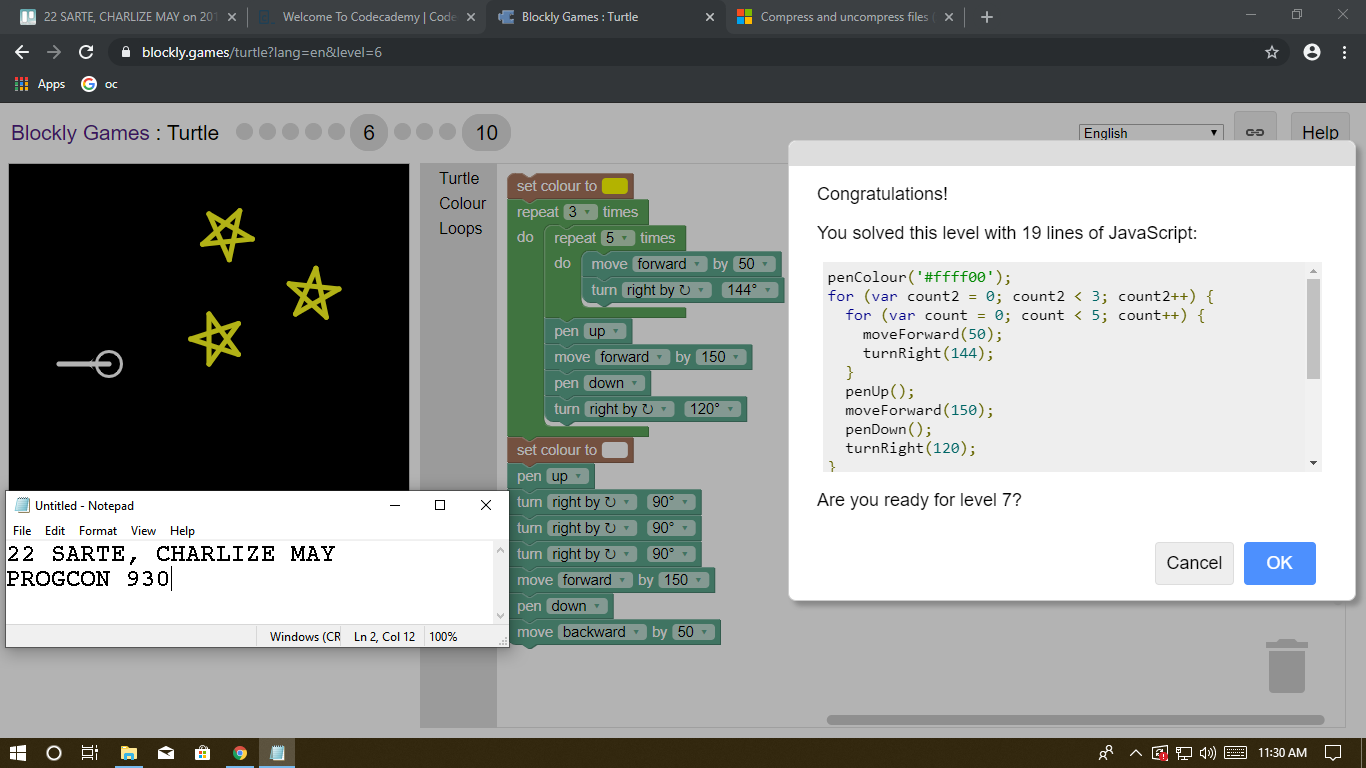 22 SARTE, CHARLIZE MAY on 201
Welcome To Codecademy | Code
Blockly Games : Turtle
Compress and uncompress files (
blockly.games/turtle?lang=en&level=6
Apps
oc
Blockly Games : Turtle
6
10
English
Help
Turtle
Colour
Loops
set colour to
repeat 3 times
do
repeat 5 times
do
move forward by 50
turn right by ↻ 144°
pen up
move forward by 150
pen down
turn right by ↻ 120°
set colour to
pen up
turn right by ↻ 90°
turn right by ↻ 90°
turn right by ↻ 90°
move forward by 150
pen down
move backward by 50
Congratulations!
You solved this level with 19 lines of JavaScript:
penColour('#ffff00');
for (var count2 = 0; count2 < 3; count2++) {
for (var count = 0; count < 5; count++) {
moveForward(50);
turnRight(144);
}
penUp();
moveForward(150);
penDown();
turnRight(120);
}
Are you ready for level 7?
Cancel
OK
Untitled - Notepad
File Edit Format View Help
22 SARTE, CHARLIZE MAY
PROGCON 930
Windows (CR
Ln 2, Col 12
100%
11:30 AM